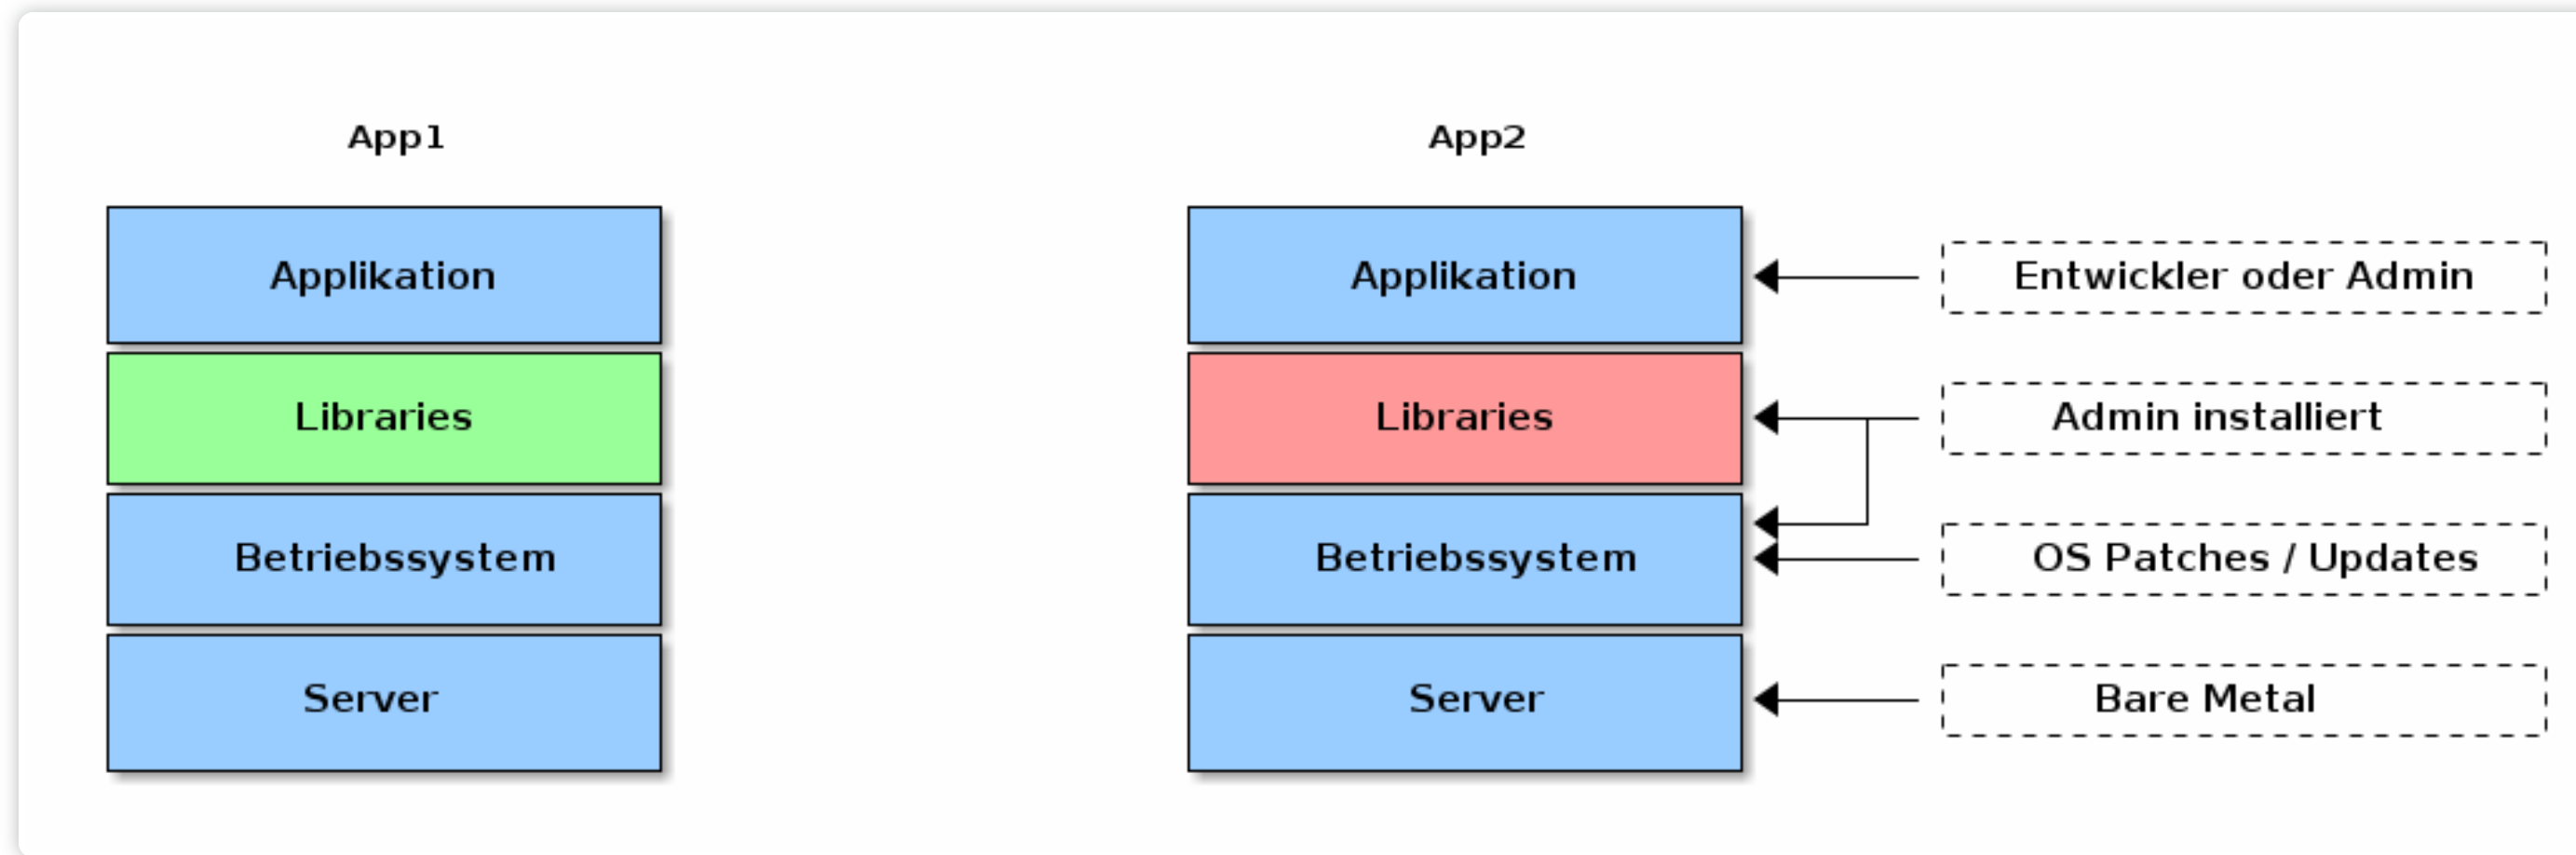 App1
App2
Applikation
Applikation
Entwickler oder Admin
Libraries
Libraries
Admin installiert
Betriebssystem
Betriebssystem
OS Patches / Updates
Server
Server
Bare Metal